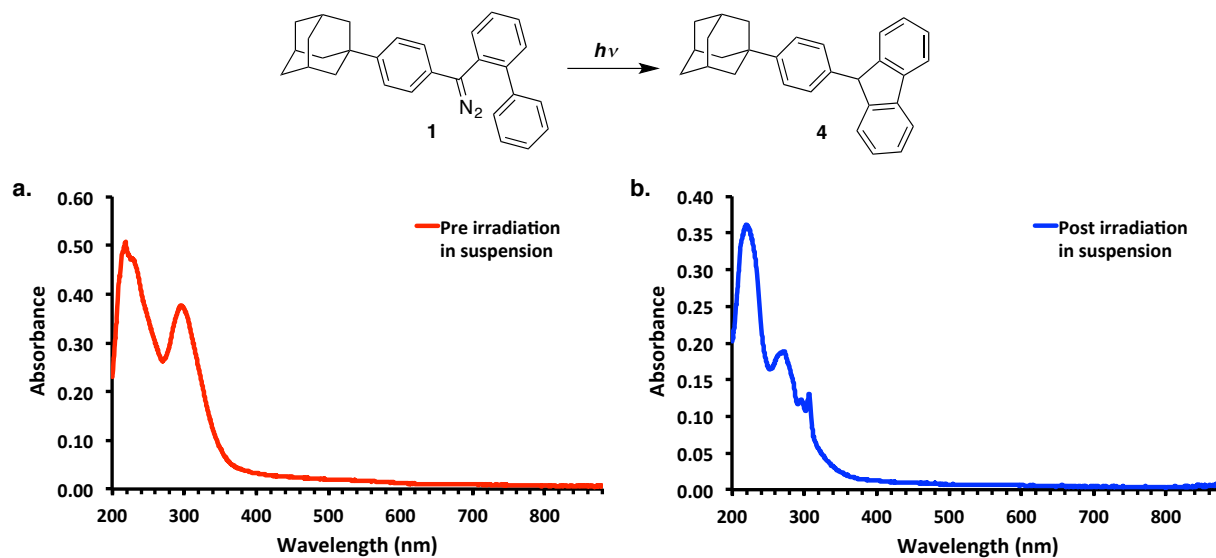 hν
N2
1
4
a.
0.60
0.50
0.40
0.30
0.20
0.10
0.00
Absorbance
200 300 400 500 600 700 800
Wavelength (nm)
Pre irradiation
in suspension
b.
0.40
0.35
0.30
0.25
0.20
0.15
0.10
0.05
0.00
Absorbance
200 300 400 500 600 700 800
Wavelength (nm)
Post irradiation
in suspension